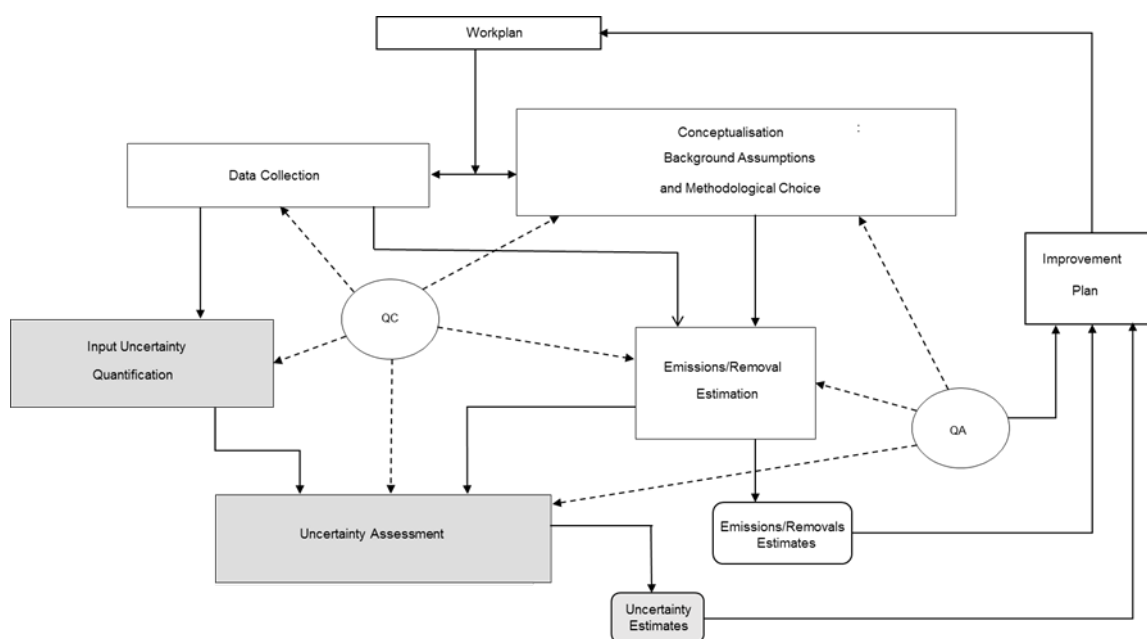 Workplan
Conceptualisation :
Background Assumptions
and Methodological Choice
Data Collection
Improvement
Plan
QC
Input Uncertainty
Quantification
Emissions/Removal
Estimation
QA
Uncertainty Assessment
Emissions/Removals
Estimates
Uncertainty
Estimates